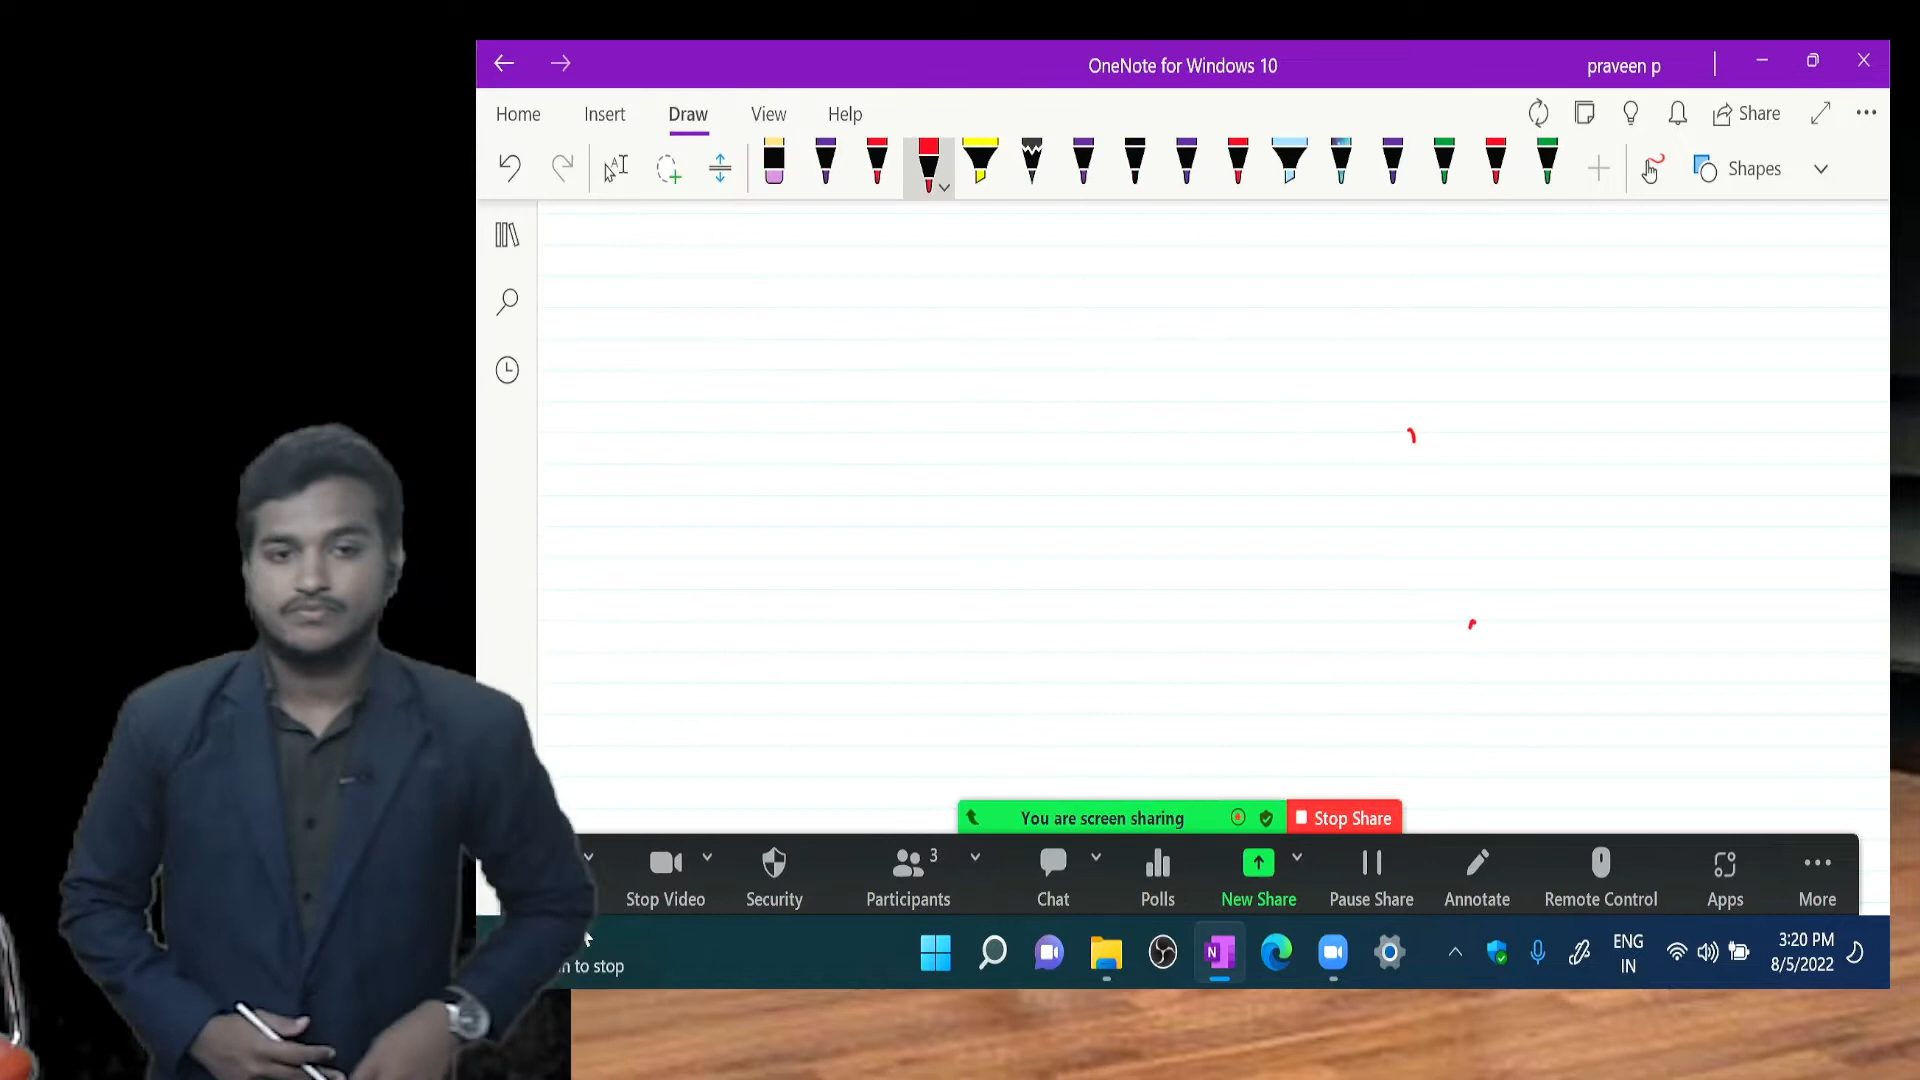 OneNote for Windows 10
praveen p
Home Insert Draw View Help
Share
Shapes
You are screen sharing
Stop Share
3
Stop Video Security Participants Chat Polls New Share Pause Share Annotate Remote Control Apps More
n to stop
ENG
IN
3:20 PM
8/5/2022